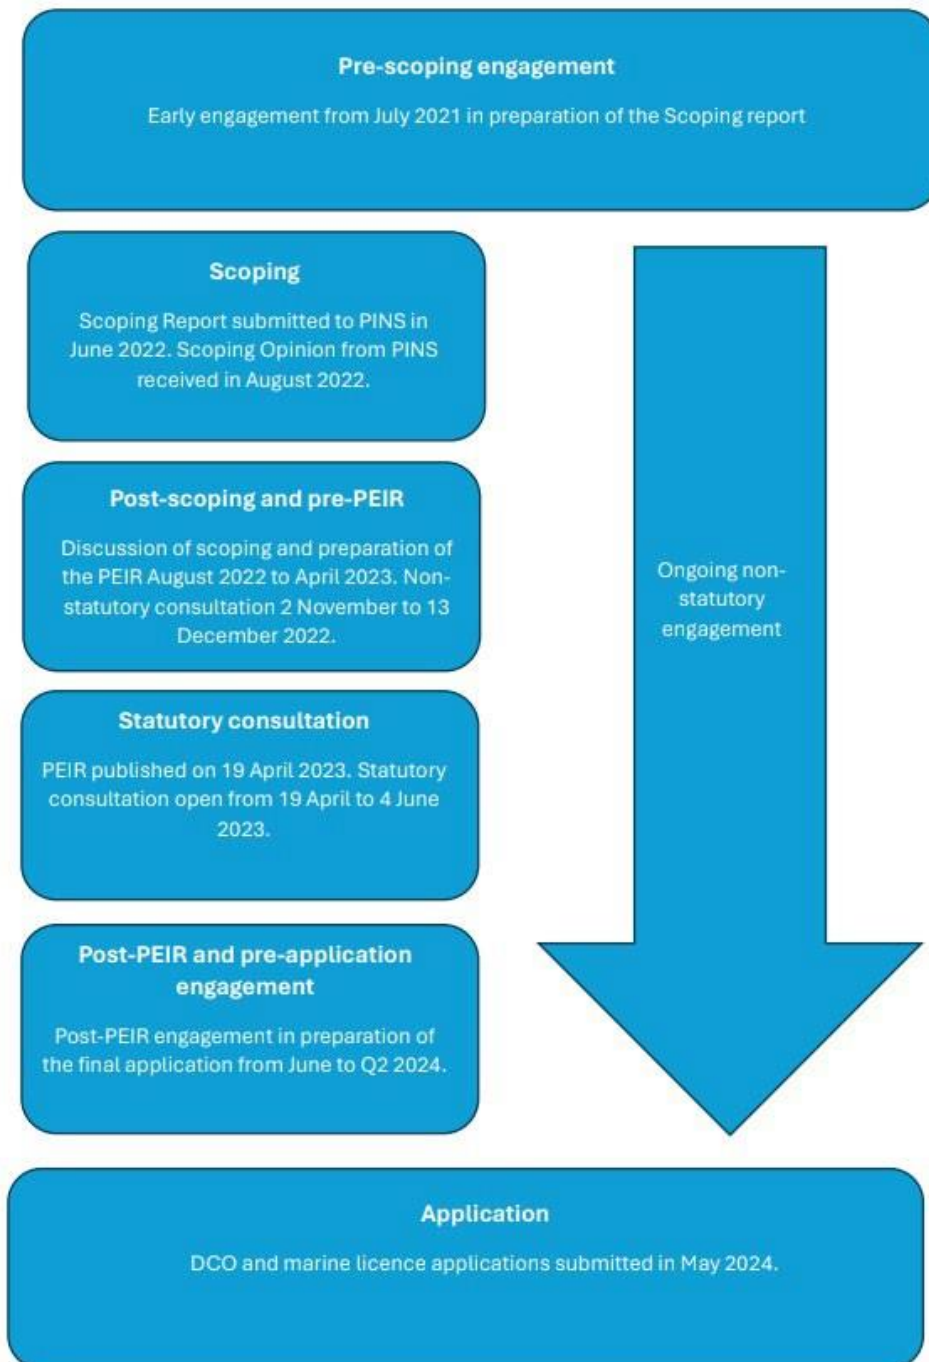 Pre-scoping engagement
Early engagement from July 2021 in preparation of the Scoping report
Scoping
Scoping Report submitted to PINS in
June 2022. Scoping Opinion from PINS
received in August 2022.
Post-scoping and pre-PEIR
Discussion of scoping and preparation of
the PEIR August 2022 to April 2023. Non-
statutory consultation 2 November to 13
December 2022.
Statutory consultation
PEIR published on 19 April 2023. Statutory
consultation open from 19 April to 4 June
2023.
Post-PEIR and pre-application
engagement
Post-PEIR engagement in preparation of
the final application from June to Q2 2024.
Ongoing non-
statutory
engagement
Application
DCO and marine licence applications submitted in May 2024.